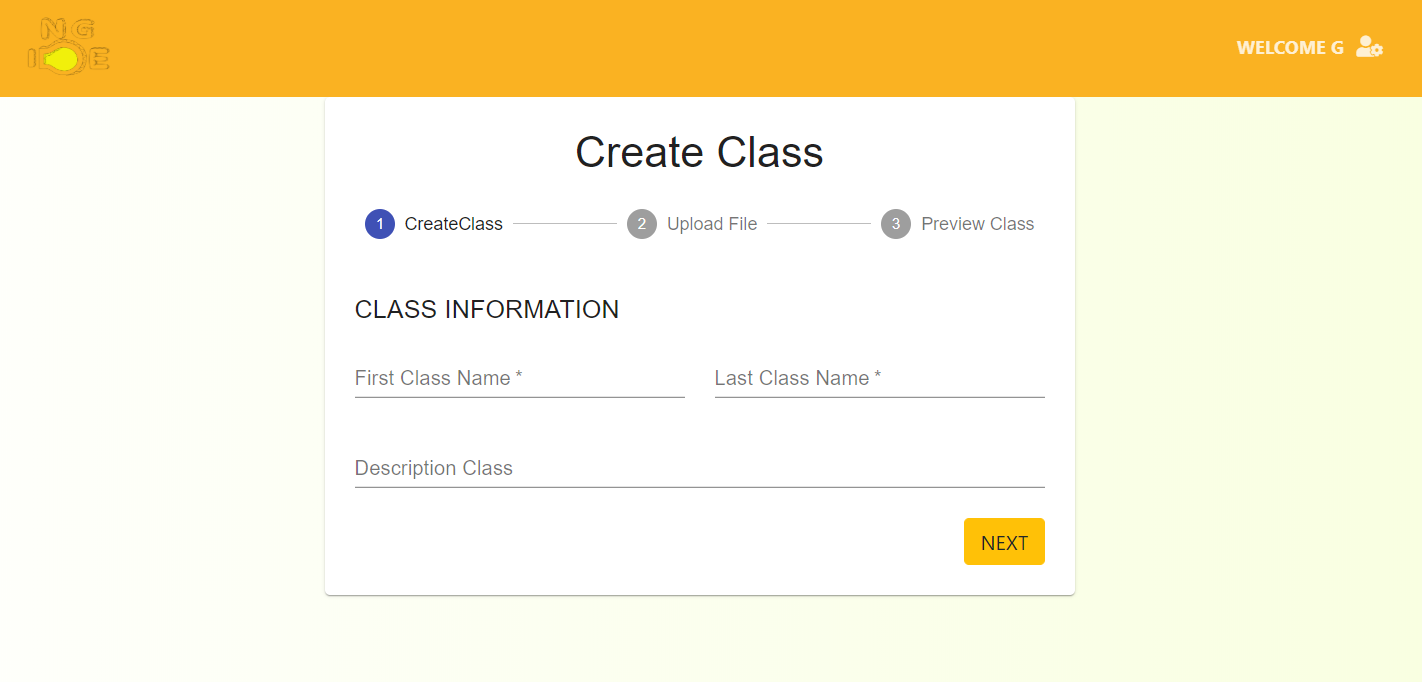 NG
IDE
WELCOME G
Create Class
1 CreateClass 2 Upload File 3 Preview Class
CLASS INFORMATION
First Class Name * Last Class Name *
Description Class
NEXT